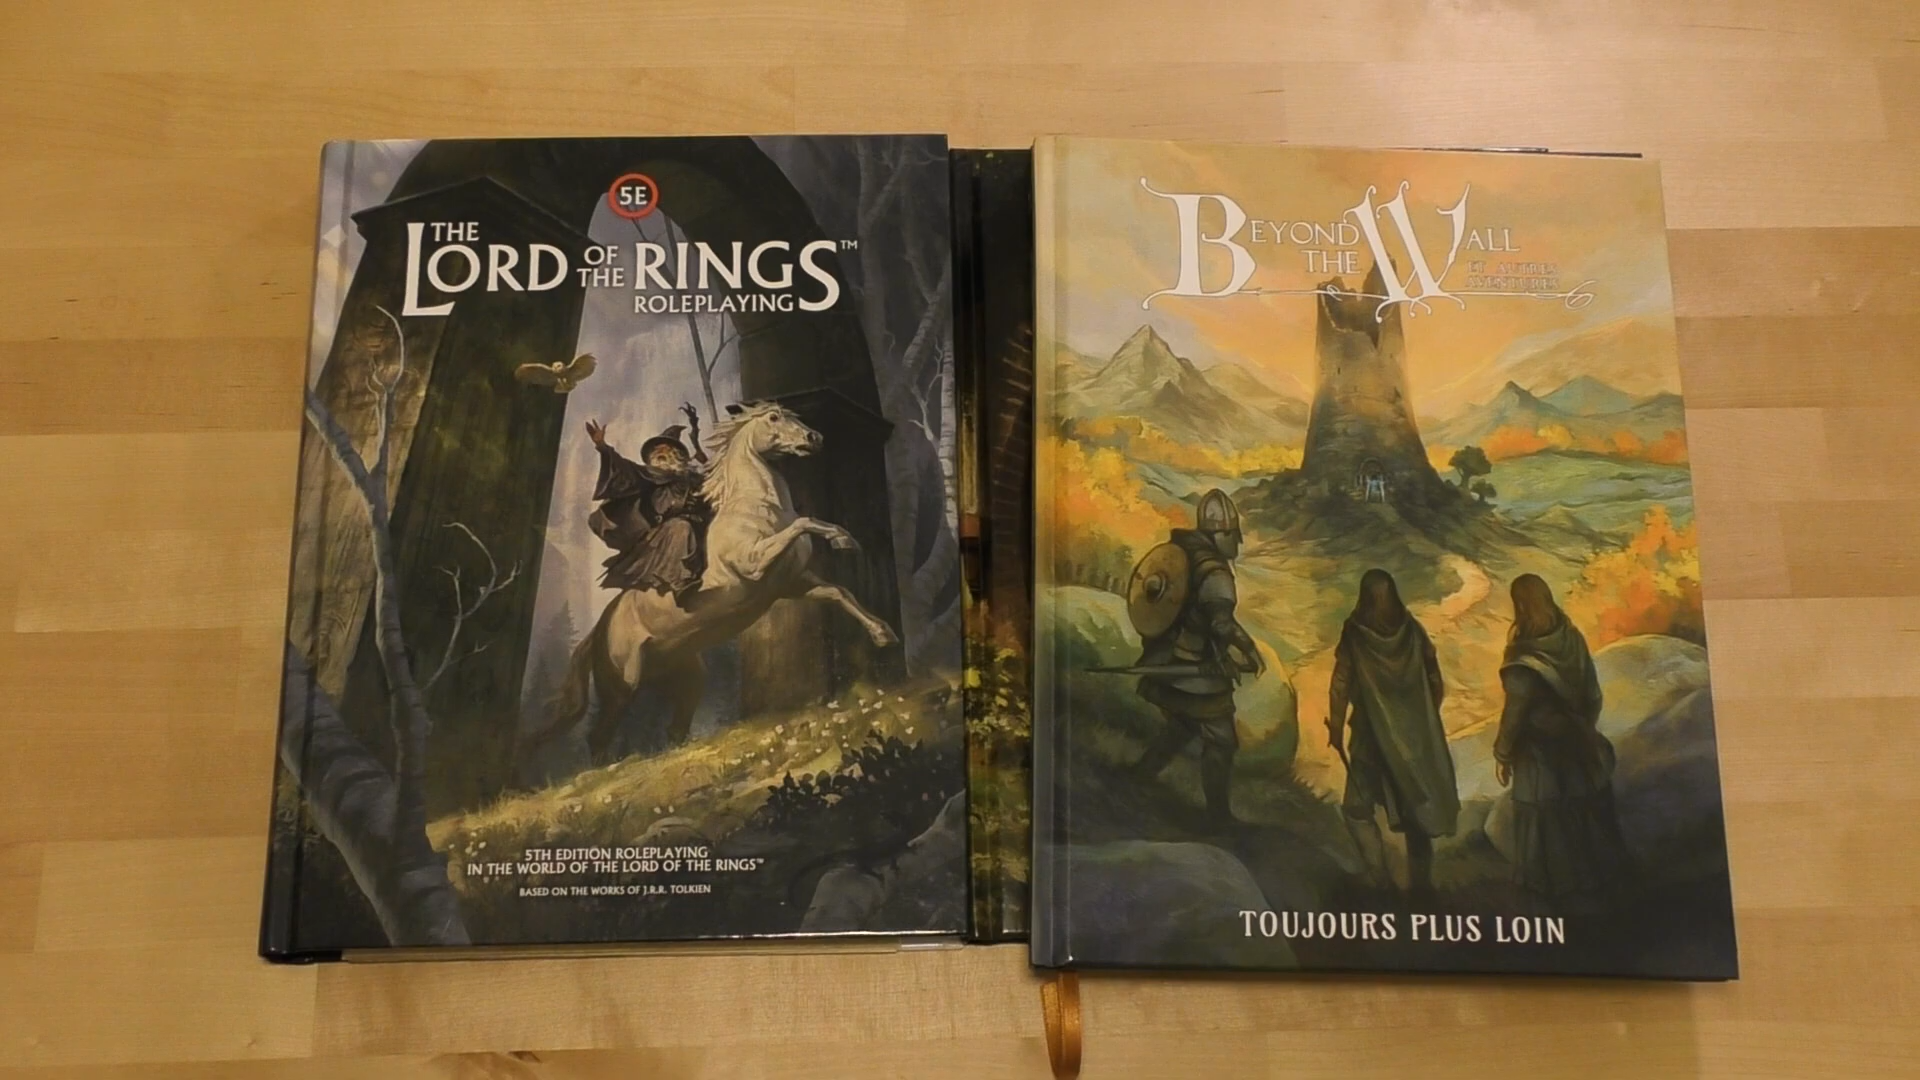 5E
THE
LORD OF THE RINGS™
ROLEPLAYING
5TH EDITION ROLEPLAYING
IN THE WORLD OF THE LORD OF THE RINGS™
BASED ON THE WORKS OF J.R.R. TOLKIEN
BEYOND
THE WALL
ET AUTRES
AVENTURES
TOUJOURS PLUS LOIN